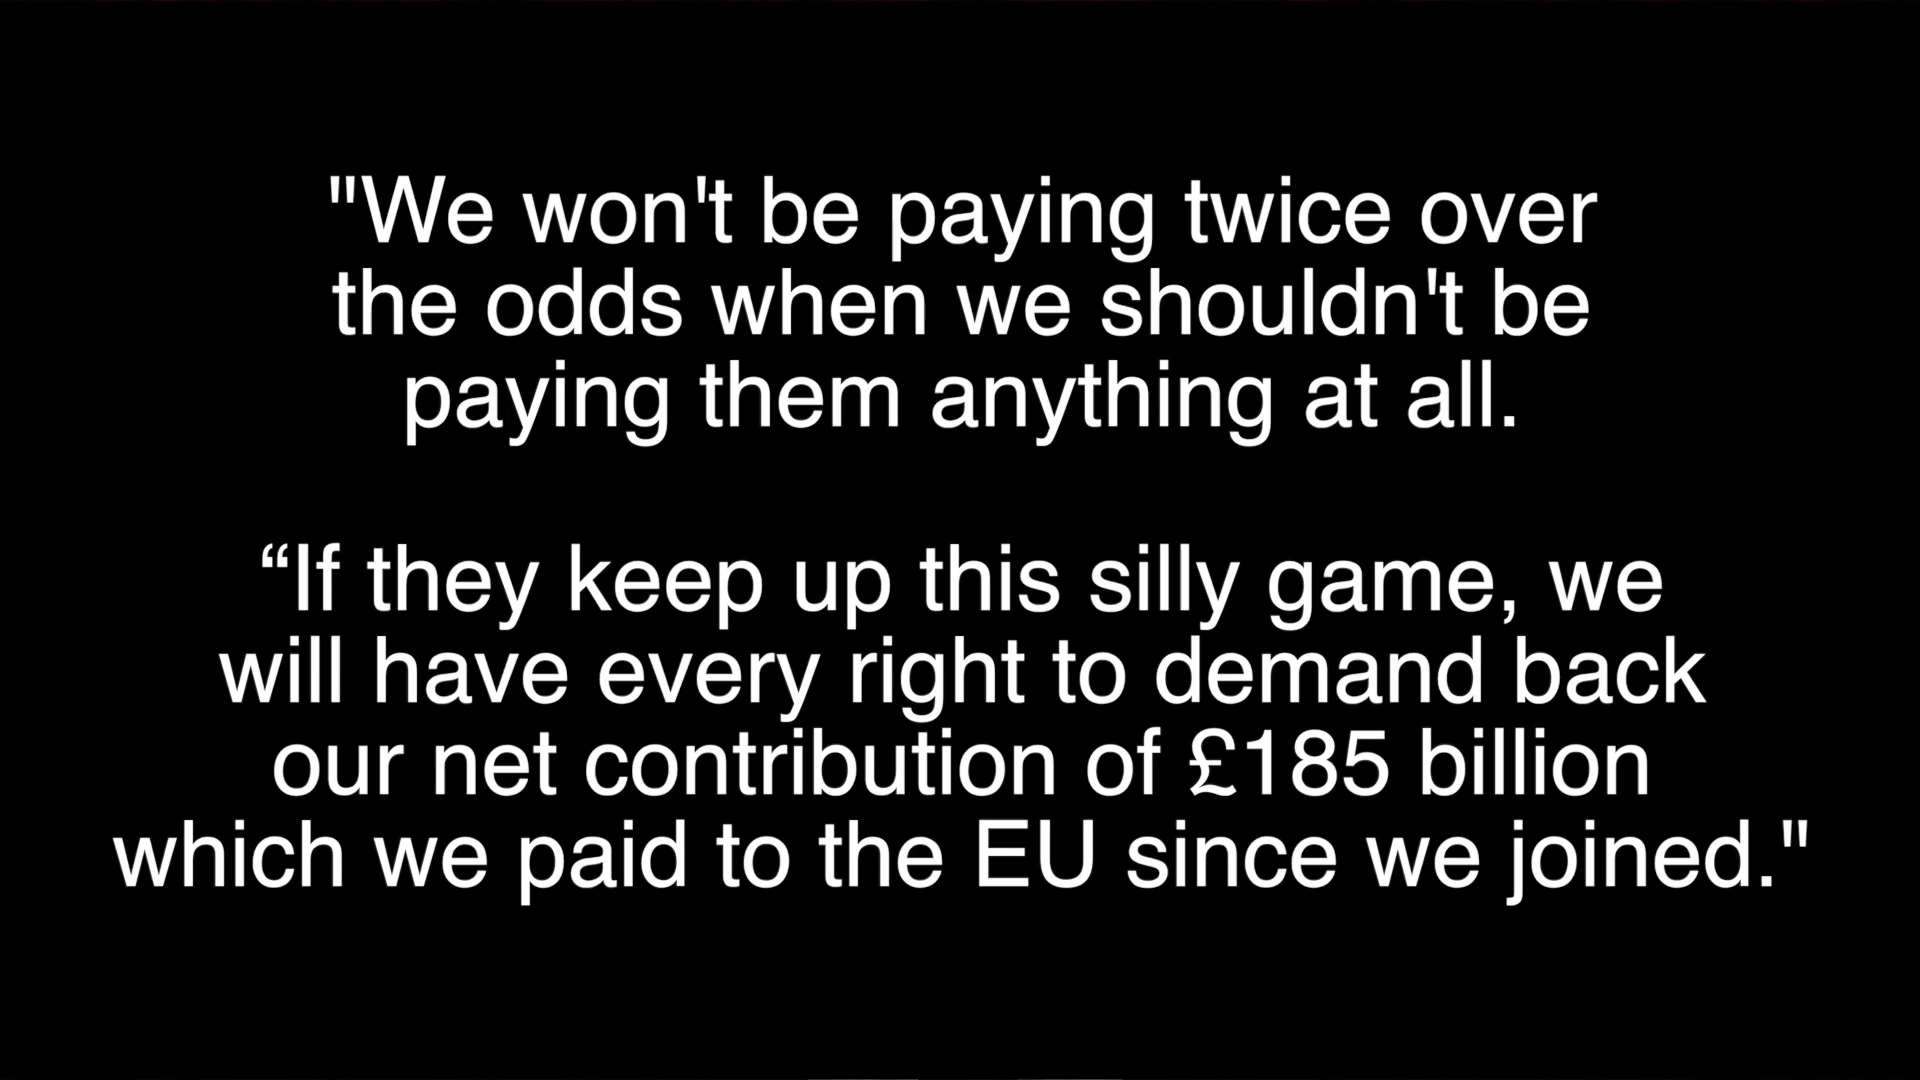 "We won't be paying twice over
the odds when we shouldn't be
paying them anything at all.
“If they keep up this silly game, we
will have every right to demand back
our net contribution of £185 billion
which we paid to the EU since we joined."